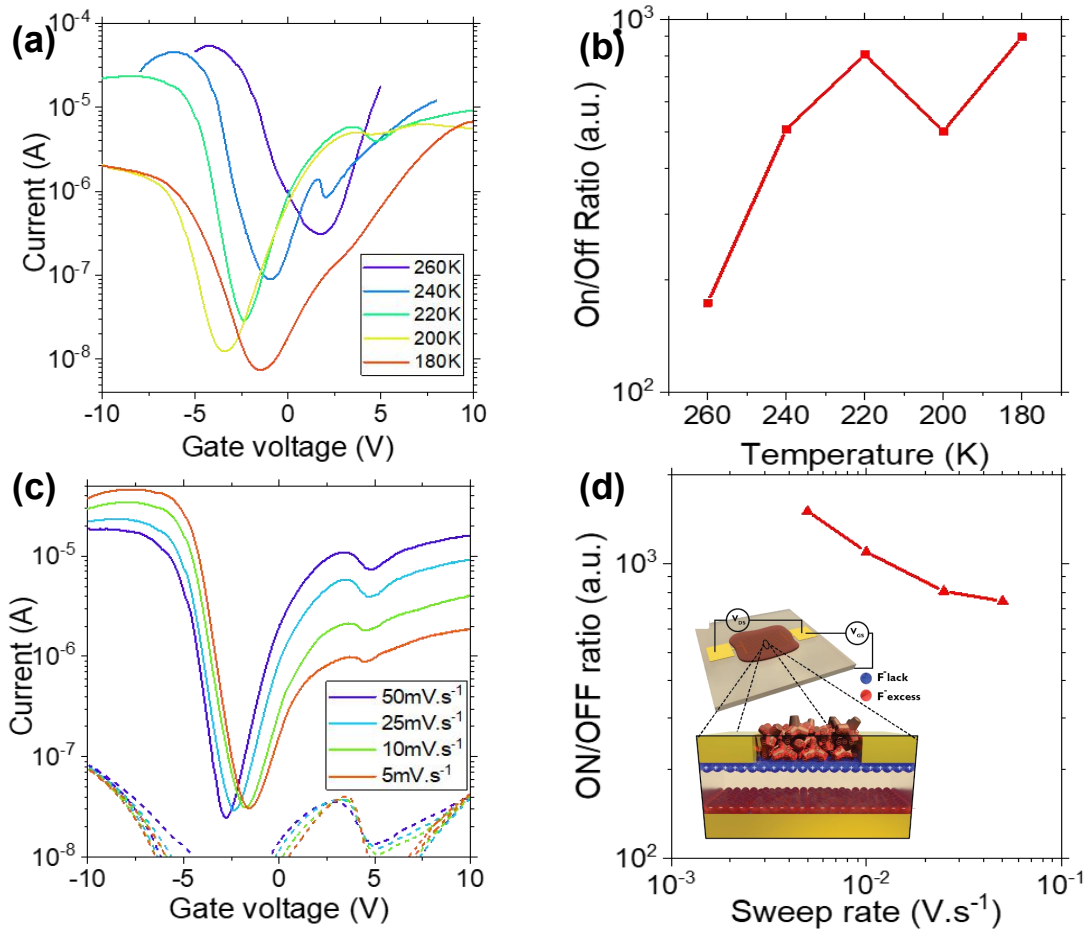 (a)
Current (A)
10⁻⁴
10⁻⁵
10⁻⁶
10⁻⁷
10⁻⁸
260K
240K
220K
200K
180K
-10 -5 0 5 10
Gate voltage (V)
(b)
On/Off Ratio (a.u.)
10³
10²
260 240 220 200 180
Temperature (K)
(c)
Current (A)
10⁻⁵
10⁻⁶
10⁻⁷
10⁻⁸
50mV.s⁻¹
25mV.s⁻¹
10mV.s⁻¹
5mV.s⁻¹
-10 -5 0 5 10
Gate voltage (V)
(d)
ON/OFF ratio (a.u.)
10³
10²
V_DS
V_GS
F⁻lack
F⁻excess
10⁻³ 10⁻² 10⁻¹
Sweep rate (V.s⁻¹)